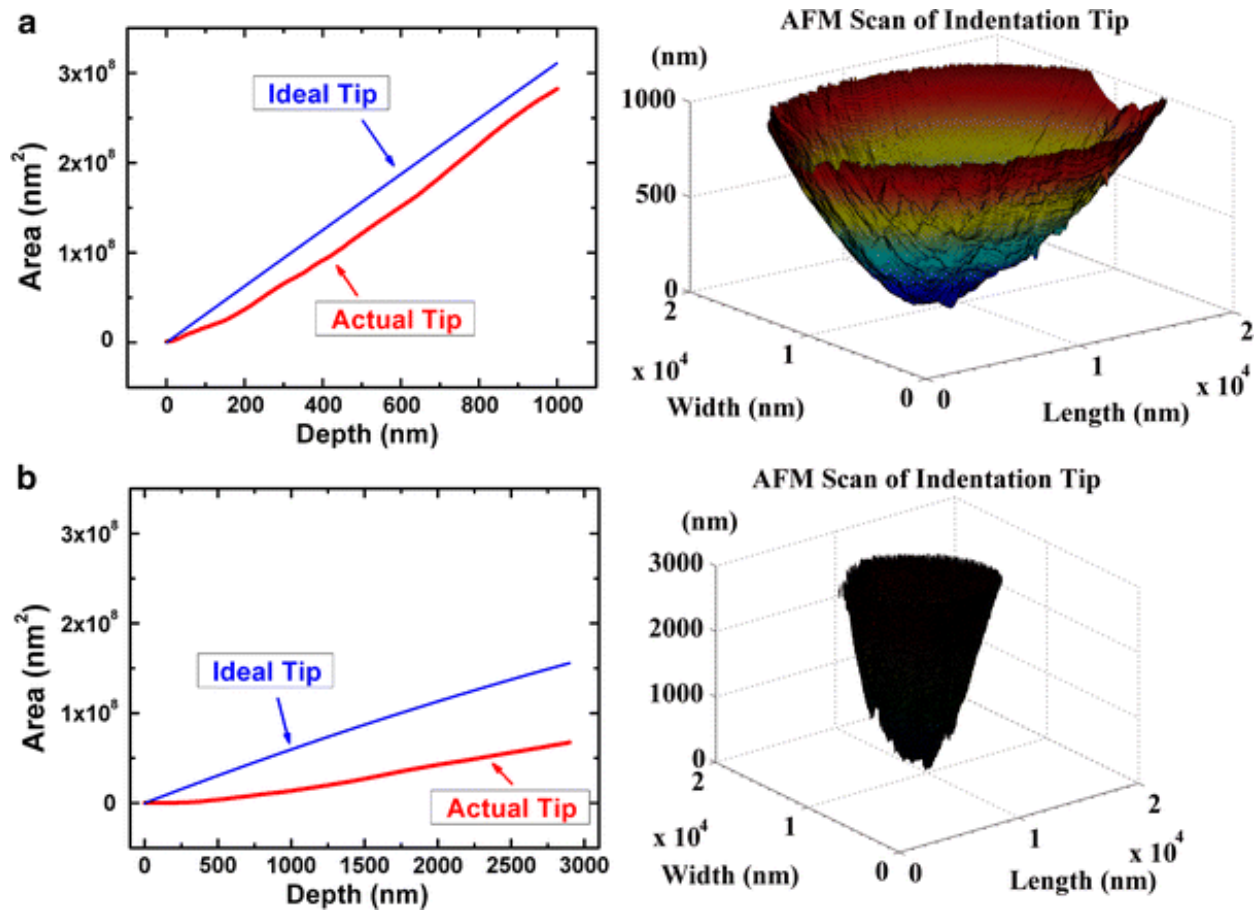 a
Area (nm²)
3x10⁸
2x10⁸
1x10⁸
0
Ideal Tip
Actual Tip
0 200 400 600 800 1000
Depth (nm)
AFM Scan of Indentation Tip
(nm)
1000
500
0
2
1
0
x 10⁴
Width (nm)
0
1
2
x 10⁴
Length (nm)
b
Area (nm²)
3x10⁸
2x10⁸
1x10⁸
0
Ideal Tip
Actual Tip
0 500 1000 1500 2000 2500 3000
Depth (nm)
AFM Scan of Indentation Tip
(nm)
3000
2000
1000
0
2
1
0
x 10⁴
Width (nm)
0
1
2
x 10⁴
Length (nm)